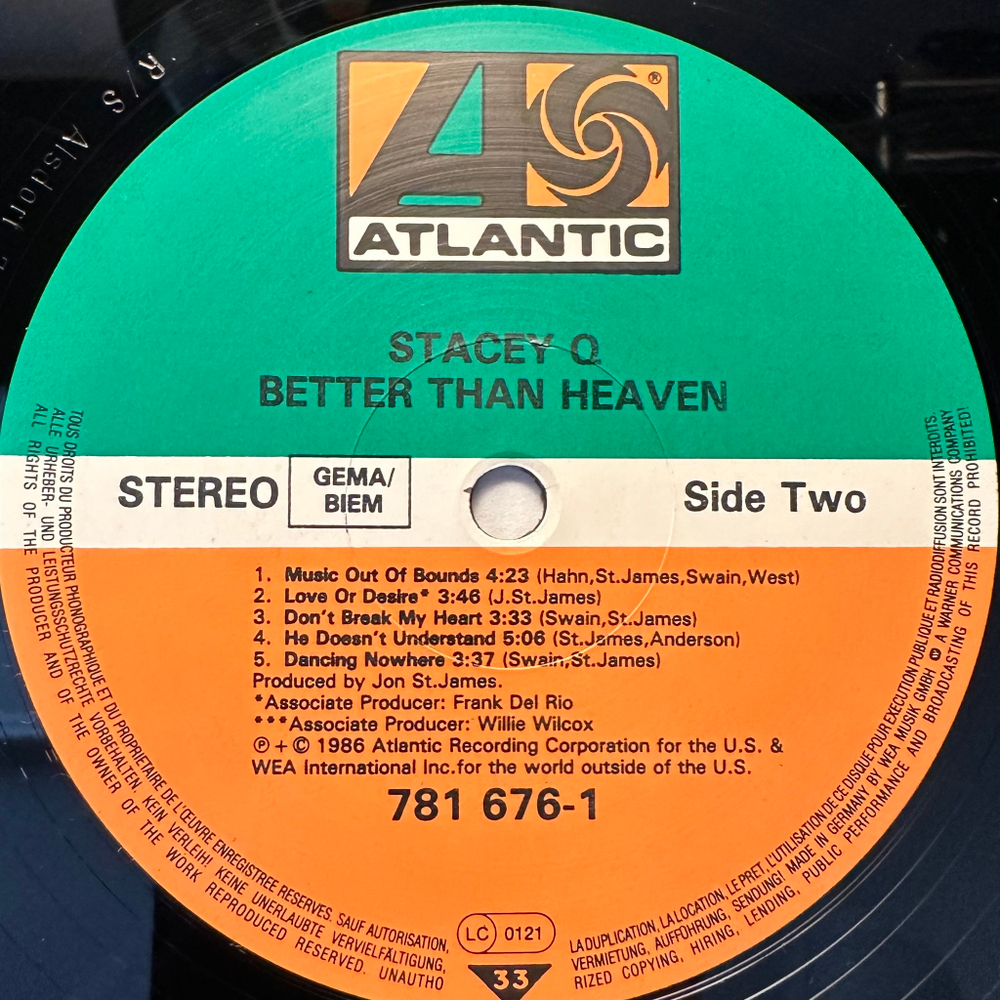 R/S Alsdorf
®
ATLANTIC
STACEY Q
BETTER THAN HEAVEN
STEREO
GEMA/
BIEM
Side Two
1. Music Out Of Bounds 4:23 (Hahn,St.James,Swain,West)
2. Love Or Desire* 3:46 (J.St.James)
3. Don't Break My Heart 3:33 (Swain,St.James)
4. He Doesn't Understand 5:06 (St.James,Anderson)
5. Dancing Nowhere 3:37 (Swain,St.James)
Produced by Jon St.James.
*Associate Producer: Frank Del Rio
***Associate Producer: Willie Wilcox
℗+© 1986 Atlantic Recording Corporation for the U.S. &
WEA International Inc.for the world outside of the U.S.
781 676-1
LC 0121
33
TOUS DROITS DU PRODUCTEUR PHONOGRAPHIQUE ET DU PROPRIETAIRE DE L'ŒUVRE ENREGISTREE RESERVES. SAUF AUTORISATION,
LA DUPLICATION, LA LOCATION, LE PRET, L'UTILISATION DE CE DISQUE POUR EXECUTION PUBLIQUE ET RADIODIFFUSION SONT INTERDITS.
ALLE URHEBER- UND LEISTUNGSSCHUTZRECHTE VORBEHALTEN. KEIN VERLEIH! KEINE UNERLAUBTE VERVIELFÄLTIGUNG,
VERMIETUNG, AUFFÜHRUNG, SENDUNG! MADE IN GERMANY BY WEA MUSIK GMBH A WARNER COMMUNICATIONS COMPANY
ALL RIGHTS OF THE PRODUCER AND OF THE OWNER OF THE WORK REPRODUCED RESERVED. UNAUTHO
RIZED COPYING, HIRING, LENDING, PUBLIC PERFORMANCE AND BROADCASTING OF THIS RECORD PROHIBITED!